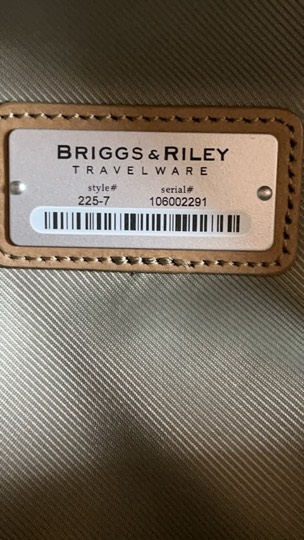 BRIGGS & RILEY
TRAVELWARE
style# serial#
225-7 106002291